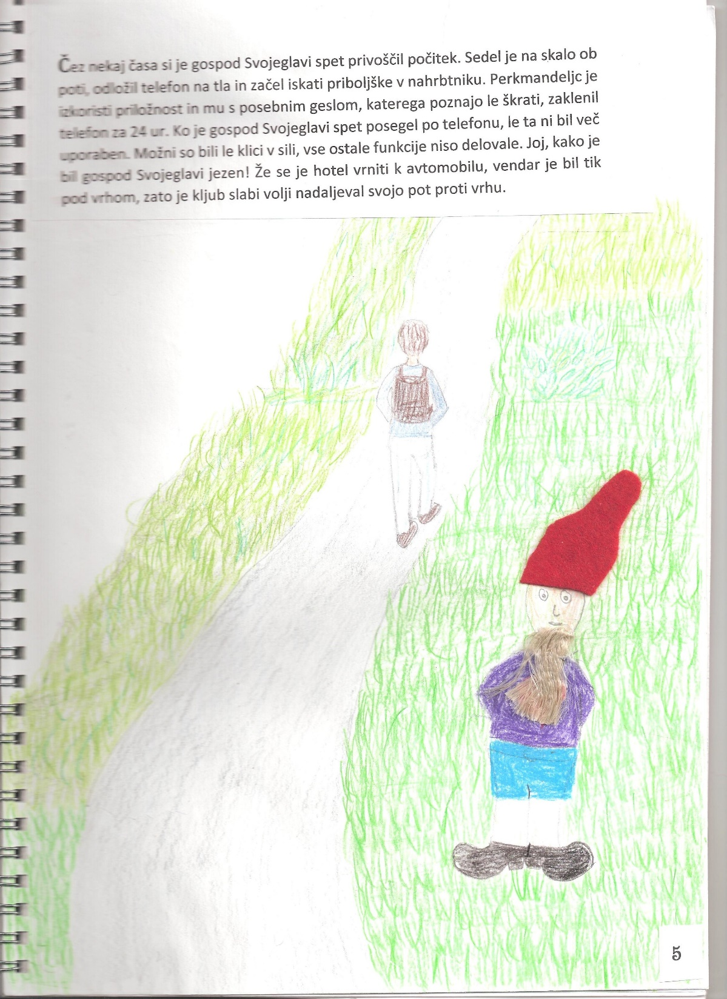 Čez nekaj časa si je gospod Svojeglavi spet privoščil počitek. Sedel je na skalo ob
poti, odložil telefon na tla in začel iskati priboljške v nahrbtniku. Perkmandeljc je
izkoristi priložnost in mu s posebnim geslom, katerega poznajo le škrati, zaklenil
telefon za 24 ur. Ko je gospod Svojeglavi spet posegel po telefonu, le ta ni bil več
uporaben. Možni so bili le klici v sili, vse ostale funkcije niso delovale. Joj, kako je
bil gospod Svojeglavi jezen! Že se je hotel vrniti k avtomobilu, vendar je bil tik
pod vrhom, zato je kljub slabi volji nadaljeval svojo pot proti vrhu.
5